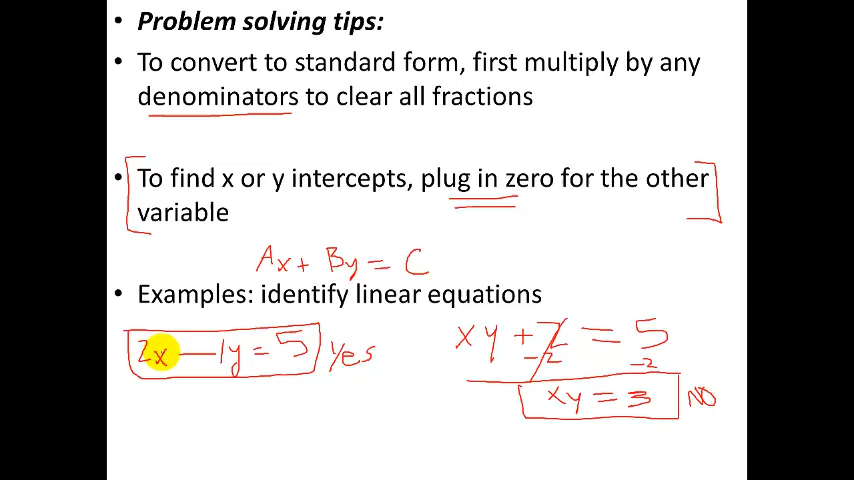 • Problem solving tips:
• To convert to standard form, first multiply by any
denominators to clear all fractions
• To find x or y intercepts, plug in zero for the other
variable
Ax + By = C
• Examples: identify linear equations
2x — 1y = 5 Yes
xy + 2 = 5
-2 -2
xy = 3 NO